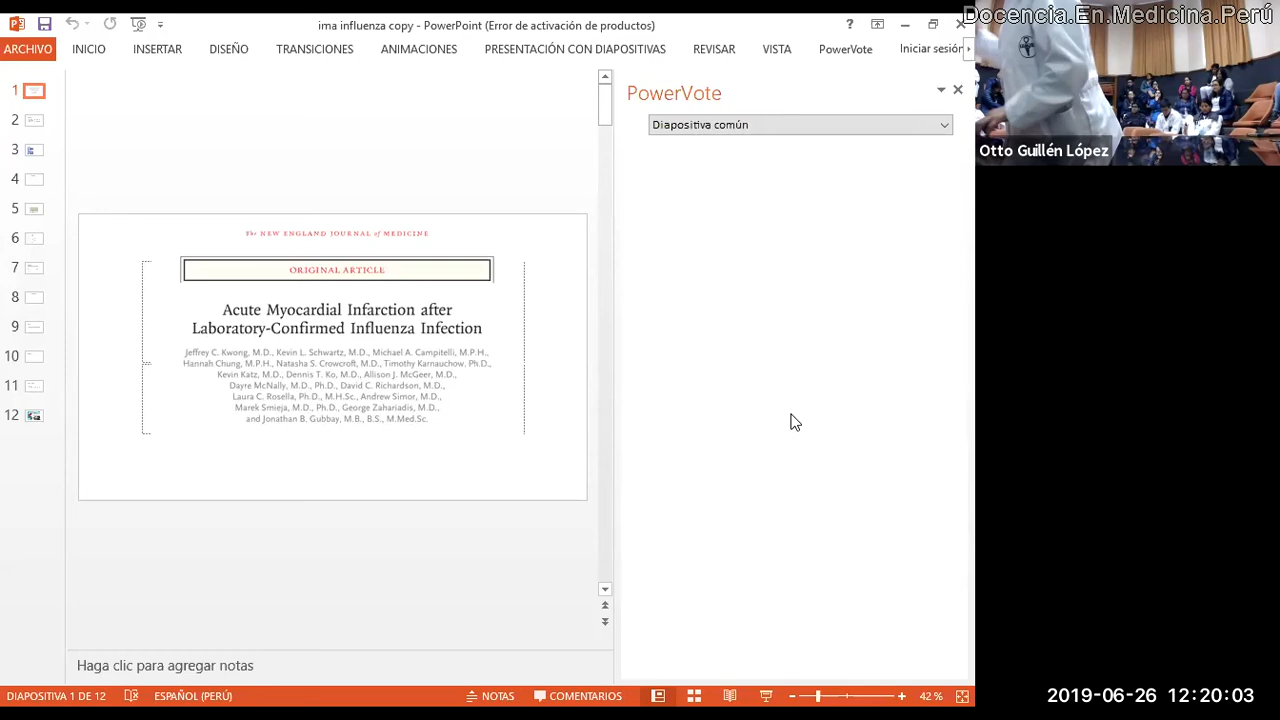 ima influenza copy - PowerPoint (Error de activación de productos)
Docencia.En.Medicina.Perú
ARCHIVO INICIO INSERTAR DISEÑO TRANSICIONES ANIMACIONES PRESENTACIÓN CON DIAPOSITIVAS REVISAR VISTA PowerVote Iniciar sesión
1
2
3
4
5
6
7
8
9
10
11
12
The NEW ENGLAND JOURNAL of MEDICINE
ORIGINAL ARTICLE
Acute Myocardial Infarction after
Laboratory-Confirmed Influenza Infection
Jeffrey C. Kwong, M.D., Kevin L. Schwartz, M.D., Michael A. Campitelli, M.P.H.,
Hannah Chung, M.P.H., Natasha S. Crowcroft, M.D., Timothy Karnauchow, Ph.D.,
Kevin Katz, M.D., Dennis T. Ko, M.D., Allison J. McGeer, M.D.,
Dayre McNally, M.D., Ph.D., David C. Richardson, M.D.,
Laura C. Rosella, Ph.D., M.H.Sc., Andrew Simor, M.D.,
Marek Smieja, M.D., Ph.D., George Zahariadis, M.D.,
and Jonathan B. Gubbay, M.B., B.S., M.Med.Sc.
PowerVote
Diapositiva común
Otto Guillén López
Haga clic para agregar notas
DIAPOSITIVA 1 DE 12 ESPAÑOL (PERÚ) NOTAS COMENTARIOS 42 %
2019-06-26 12:20:03